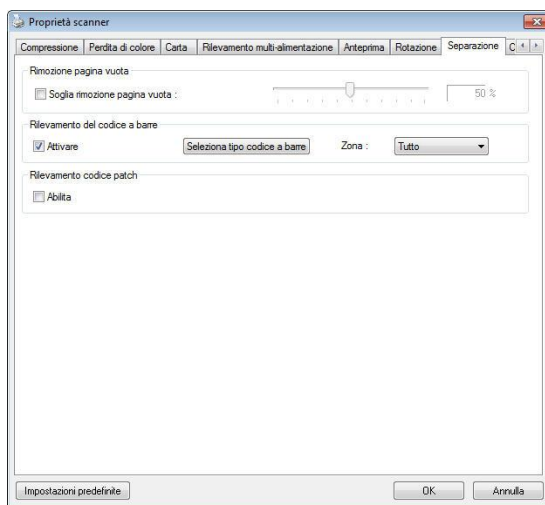 Proprietà scanner
Compressione Perdita di colore Carta Rilevamento multi-alimentazione Anteprima Rotazione Separazione C
Rimozione pagina vuota
Soglia rimozione pagina vuota : 50 %
Rilevamento del codice a barre
Attivare Seleziona tipo codice a barre Zona : Tutto
Rilevamento codice patch
Abilita
Impostazioni predefinite OK Annulla